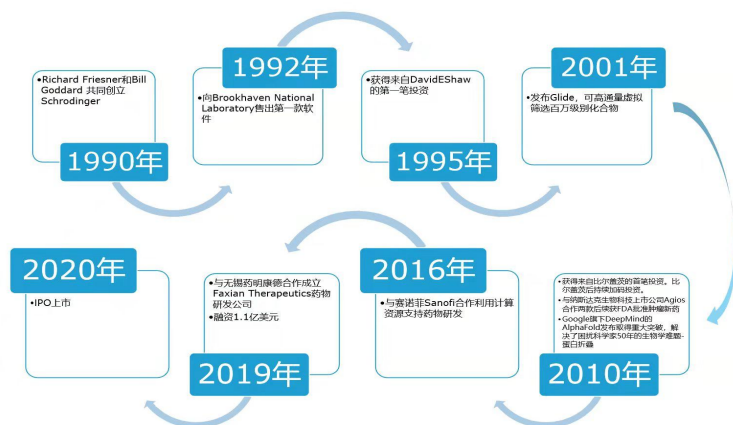 •Richard Friesner和Bill
Goddard 共同创立
Schrodinger
1990年
1992年
•向Brookhaven National
Laboratory售出第一款软
件
•获得来自DavidEShaw
的第一笔投资
1995年
2001年
•发布Glide，可高通量虚拟
筛选百万级别化合物
2020年
•IPO上市
•与无锡药明康德合作成立
Faxian Therapeutics药物
研发公司
•融资1.1亿美元
2019年
2016年
•与赛诺菲Sanofi合作利用计算
资源支持药物研发
•获得来自比尔盖茨的首笔投资。比
尔盖茨后持续加码投资。
•与纳斯达克生物科技上市公司Agios
合作两款后续获FDA批准肿瘤新药
•Google旗下DeepMind的
AlphaFold发布取得重大突破，解
决了困扰科学家50年的生物学难题-
蛋白折叠
2010年